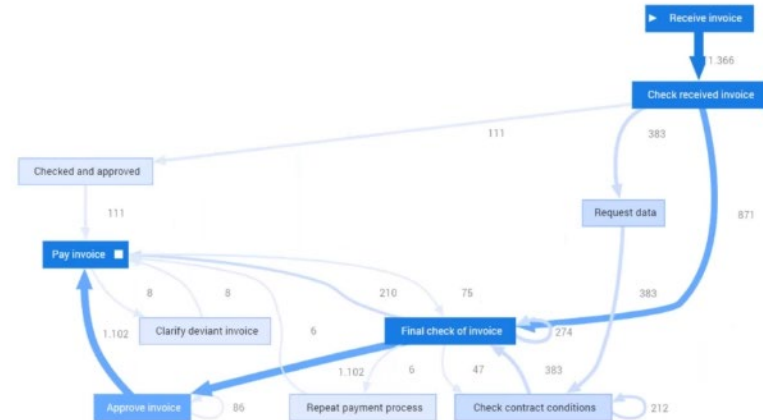 Receive invoice
1.366
Check received invoice
111
383
Checked and approved
111
Request data
871
Pay invoice
8
8
210
75
383
Clarify deviant invoice
6
Final check of invoice
274
1.102
1.102
6
47
383
Approve invoice
86
Repeat payment process
Check contract conditions
212